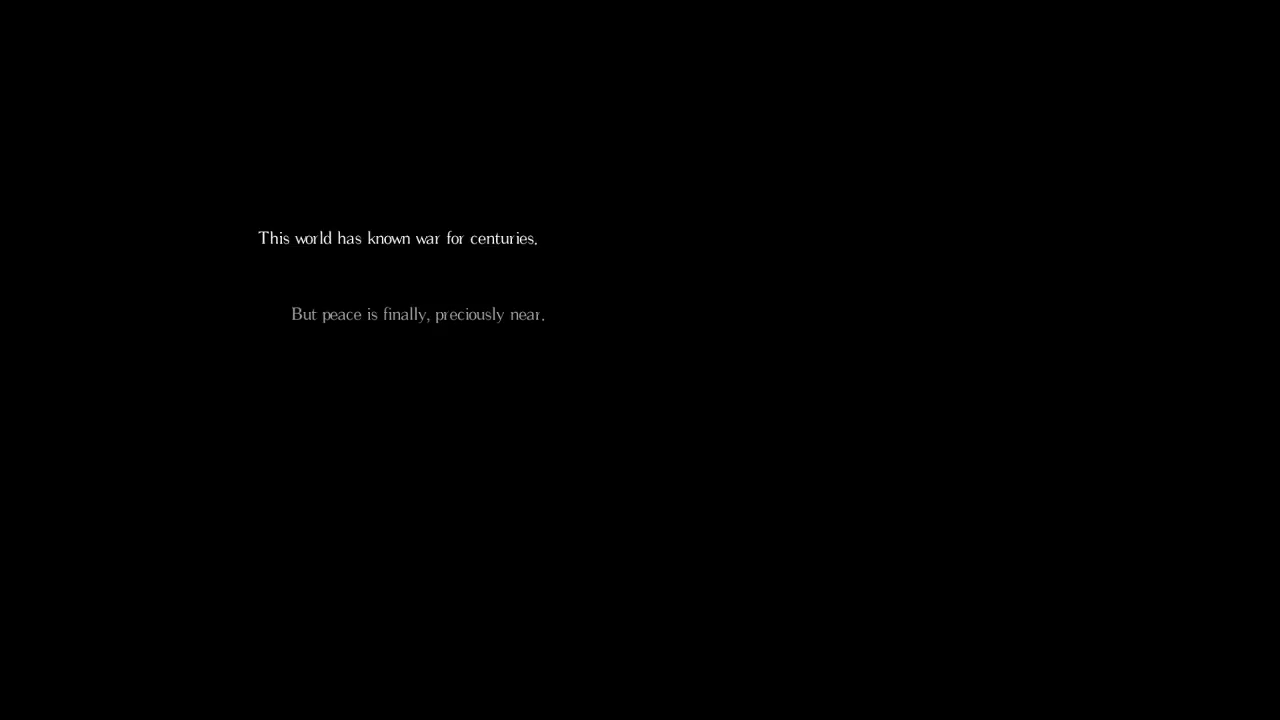 This world has known war for centuries.
But peace is finally, preciously near.